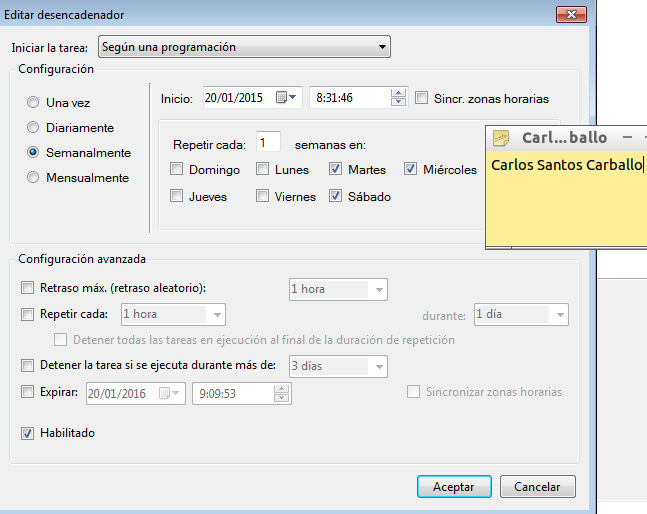 Editar desencadenador
Iniciar la tarea: Según una programación
Configuración
Una vez
Diariamente
Semanalmente
Mensualmente
Inicio: 20/01/2015 8:31:46 Sincr. zonas horarias
Repetir cada: 1 semanas en:
Domingo Lunes Martes Miércoles
Jueves Viernes Sábado
Carl...ballo
Carlos Santos Carballo
Configuración avanzada
Retraso máx. (retraso aleatorio): 1 hora
Repetir cada: 1 hora durante: 1 día
Detener todas las tareas en ejecución al final de la duración de repetición
Detener la tarea si se ejecuta durante más de: 3 días
Expirar: 20/01/2016 9:09:53 Sincronizar zonas horarias
Habilitado
Aceptar Cancelar